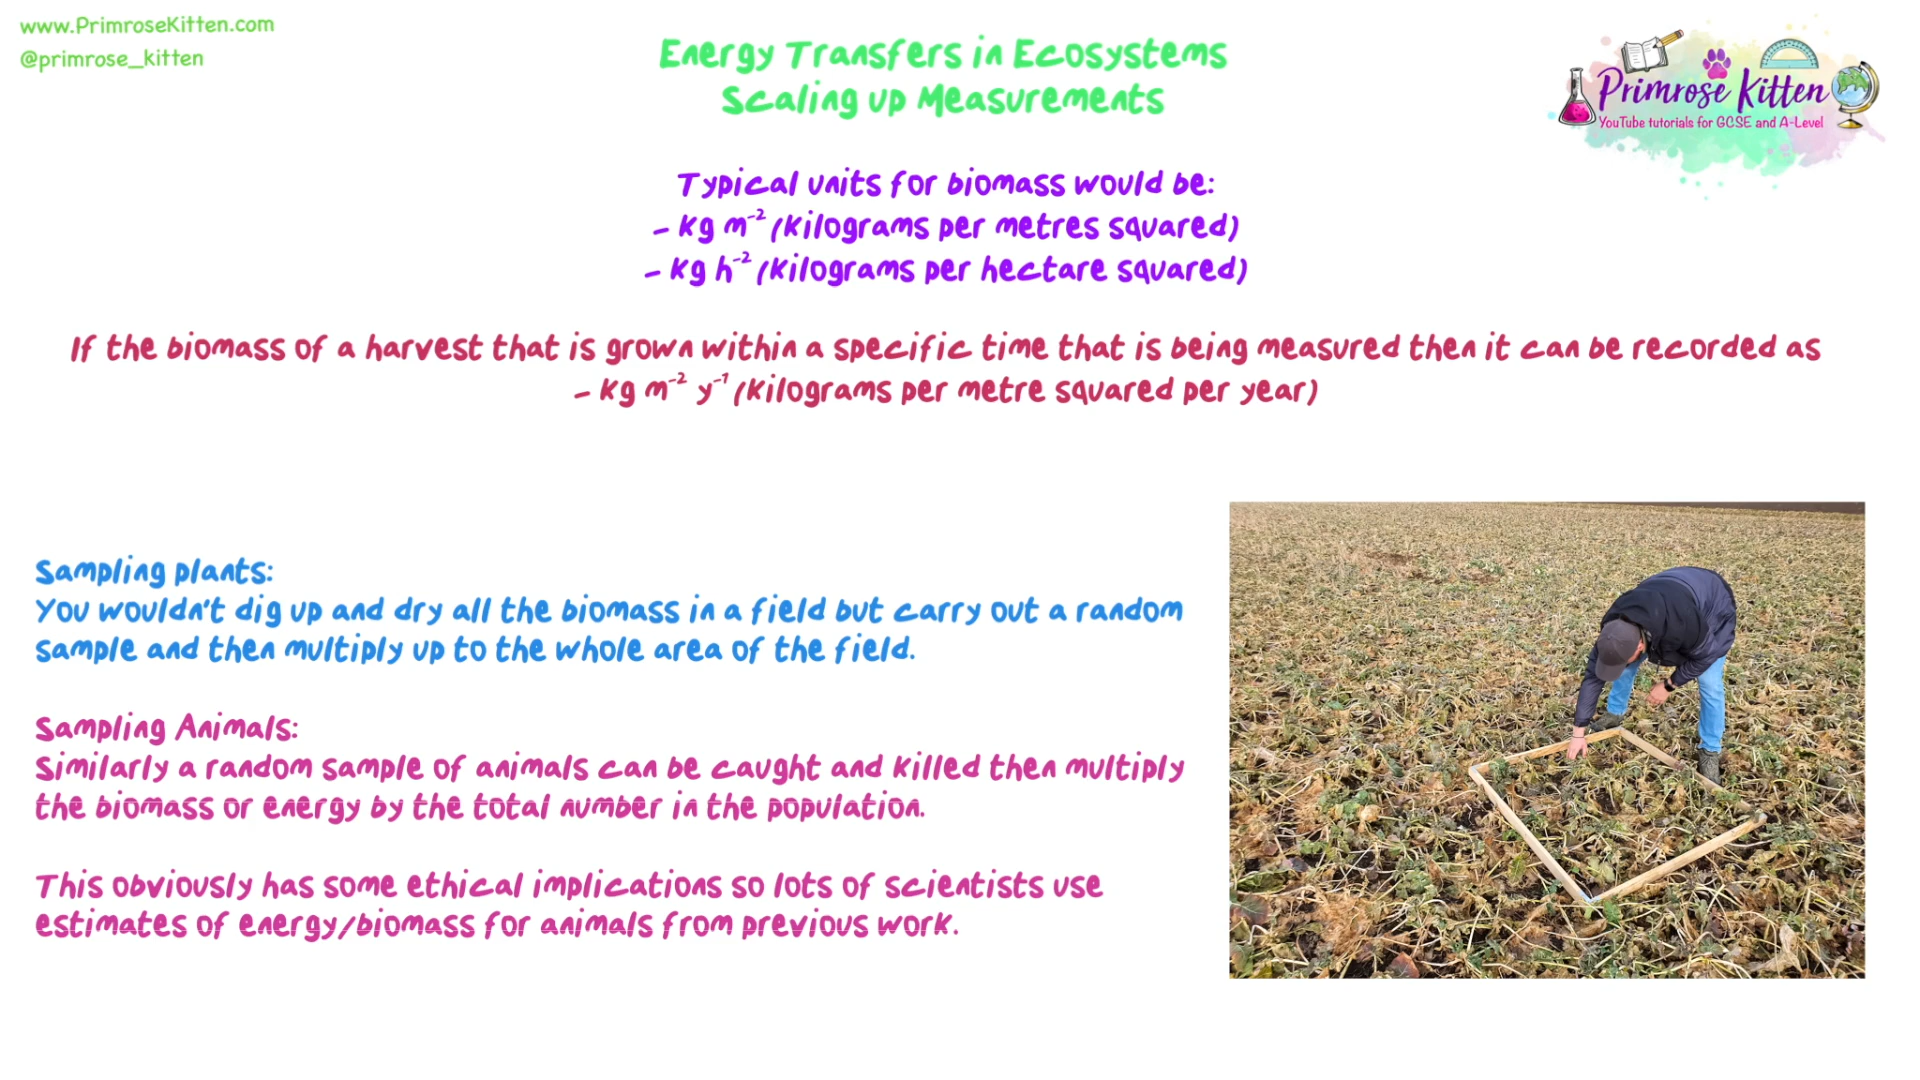 www.PrimroseKitten.com
@primrose_kitten
Energy Transfers in Ecosystems
Scaling up Measurements
Primrose Kitten
YouTube tutorials for GCSE and A-Level
Typical units for biomass would be:
- Kg m⁻² (Kilograms per metres squared)
- Kg h⁻² (Kilograms per hectare squared)
If the biomass of a harvest that is grown within a specific time that is being measured then it can be recorded as
- Kg m⁻² y⁻¹ (Kilograms per metre squared per year)
Sampling plants:
You wouldn't dig up and dry all the biomass in a field but carry out a random
sample and then multiply up to the whole area of the field.
Sampling Animals:
Similarly a random sample of animals can be caught and killed then multiply
the biomass or energy by the total number in the population.
This obviously has some ethical implications so lots of scientists use
estimates of energy/biomass for animals from previous work.